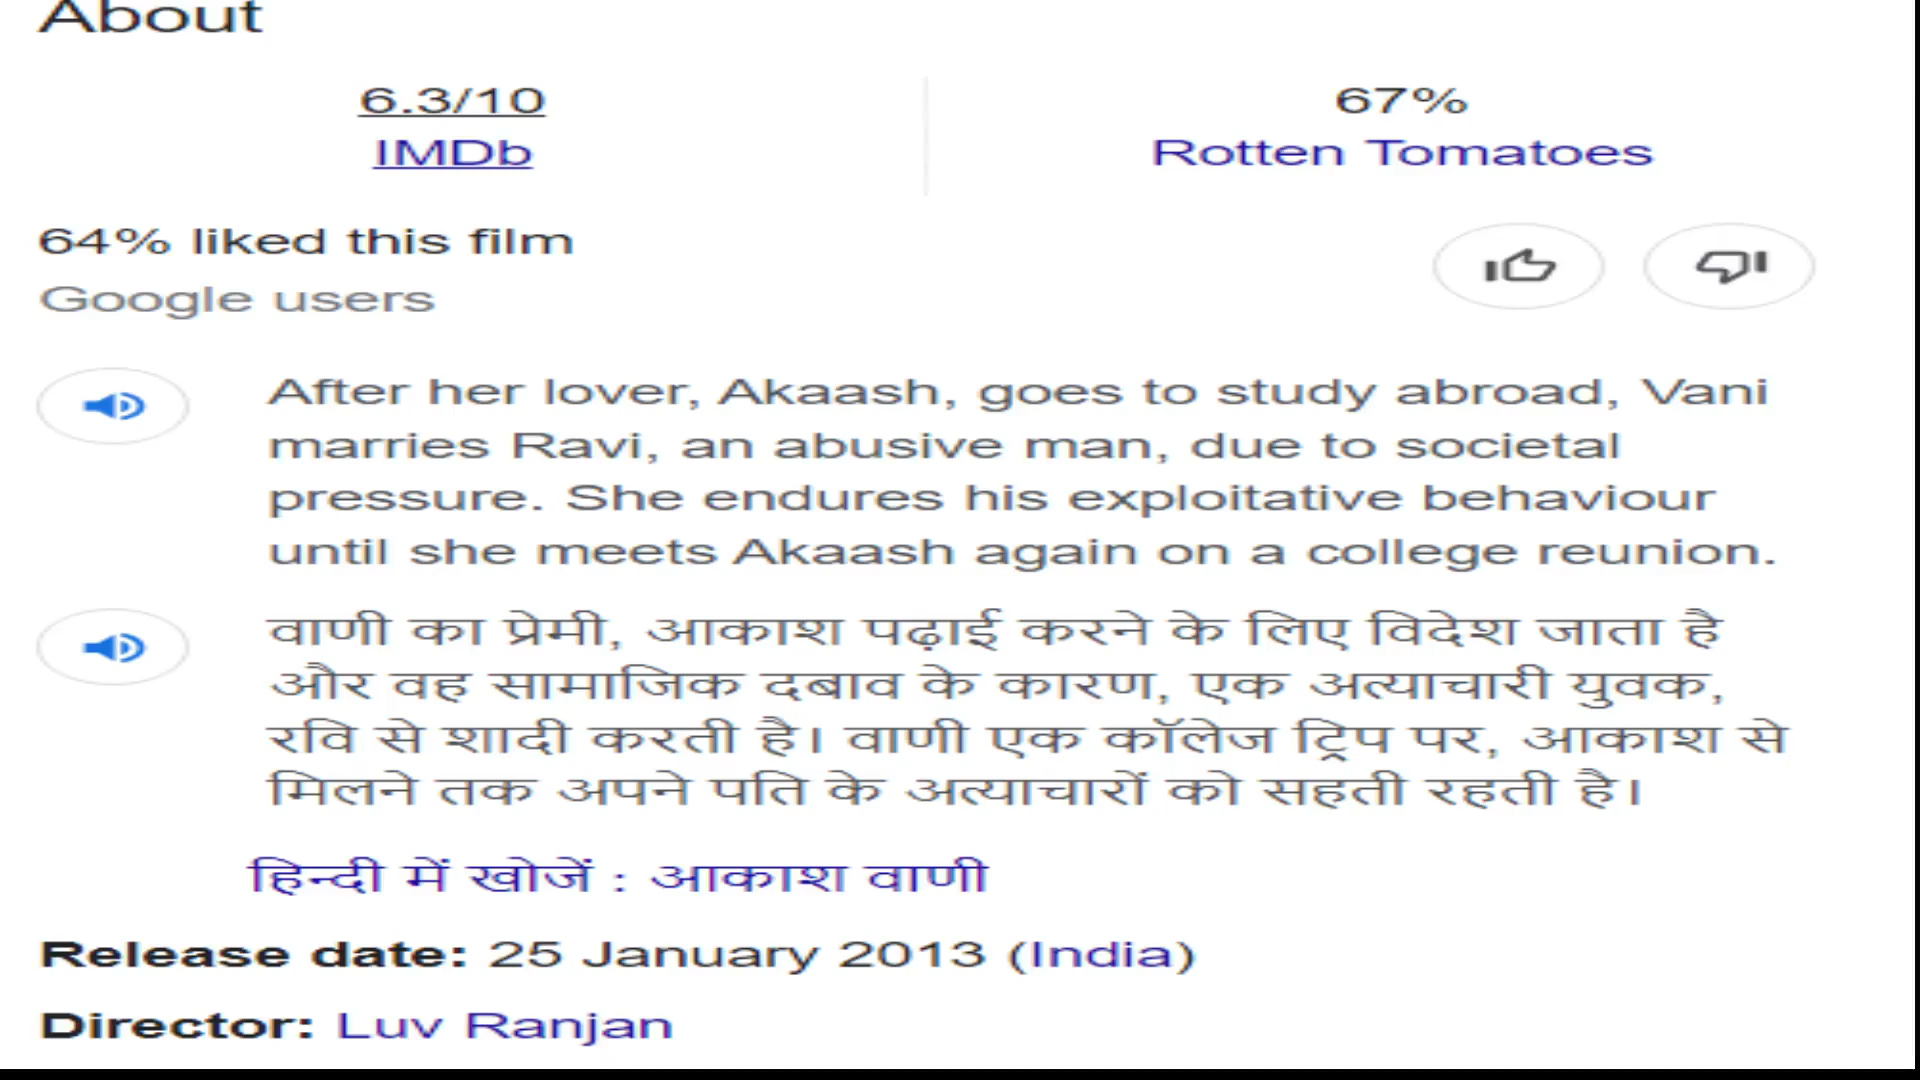 About
6.3/10
IMDb
67%
Rotten Tomatoes
64% liked this film
Google users
After her lover, Akaash, goes to study abroad, Vani
marries Ravi, an abusive man, due to societal
pressure. She endures his exploitative behaviour
until she meets Akaash again on a college reunion.
वाणी का प्रेमी, आकाश पढ़ाई करने के लिए विदेश जाता है
और वह सामाजिक दबाव के कारण, एक अत्याचारी युवक,
रवि से शादी करती है। वाणी एक कॉलेज ट्रिप पर, आकाश से
मिलने तक अपने पति के अत्याचारों को सहती रहती है।
हिन्दी में खोजें : आकाश वाणी
Release date: 25 January 2013 (India)
Director: Luv Ranjan